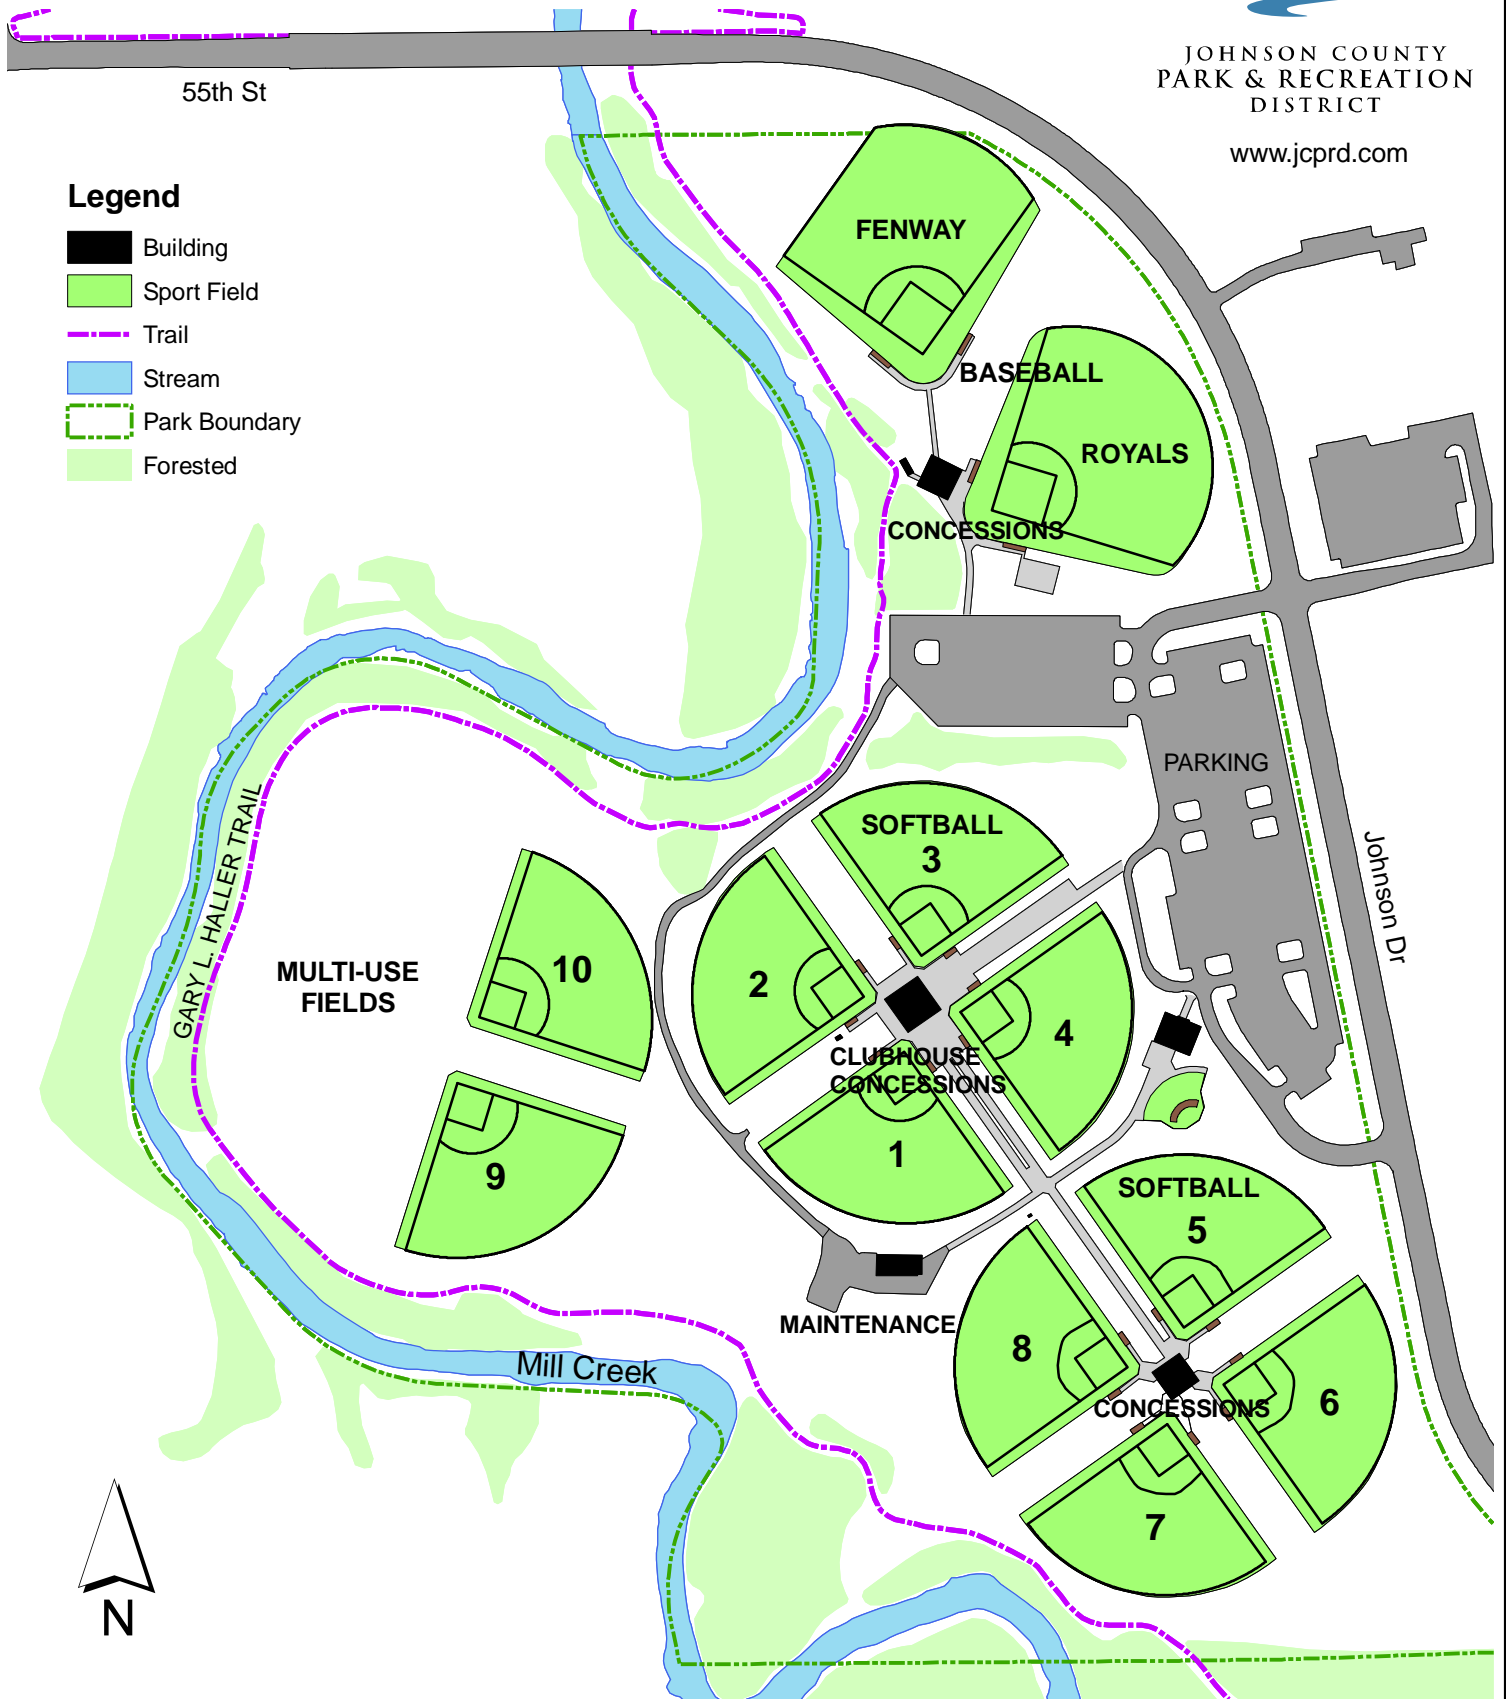 JOHNSON COUNTY
PARK & RECREATION
DISTRICT
www.jcprd.com
55th St
Legend
Building
Sport Field
Trail
Stream
Park Boundary
Forested
FENWAY
BASEBALL
ROYALS
CONCESSIONS
PARKING
Johnson Dr
GARY L. HALLER TRAIL
SOFTBALL
3
2
10
MULTI-USE
FIELDS
4
CLUBHOUSE
CONCESSIONS
1
9
SOFTBALL
5
MAINTENANCE
8
6
CONCESSIONS
7
Mill Creek
N